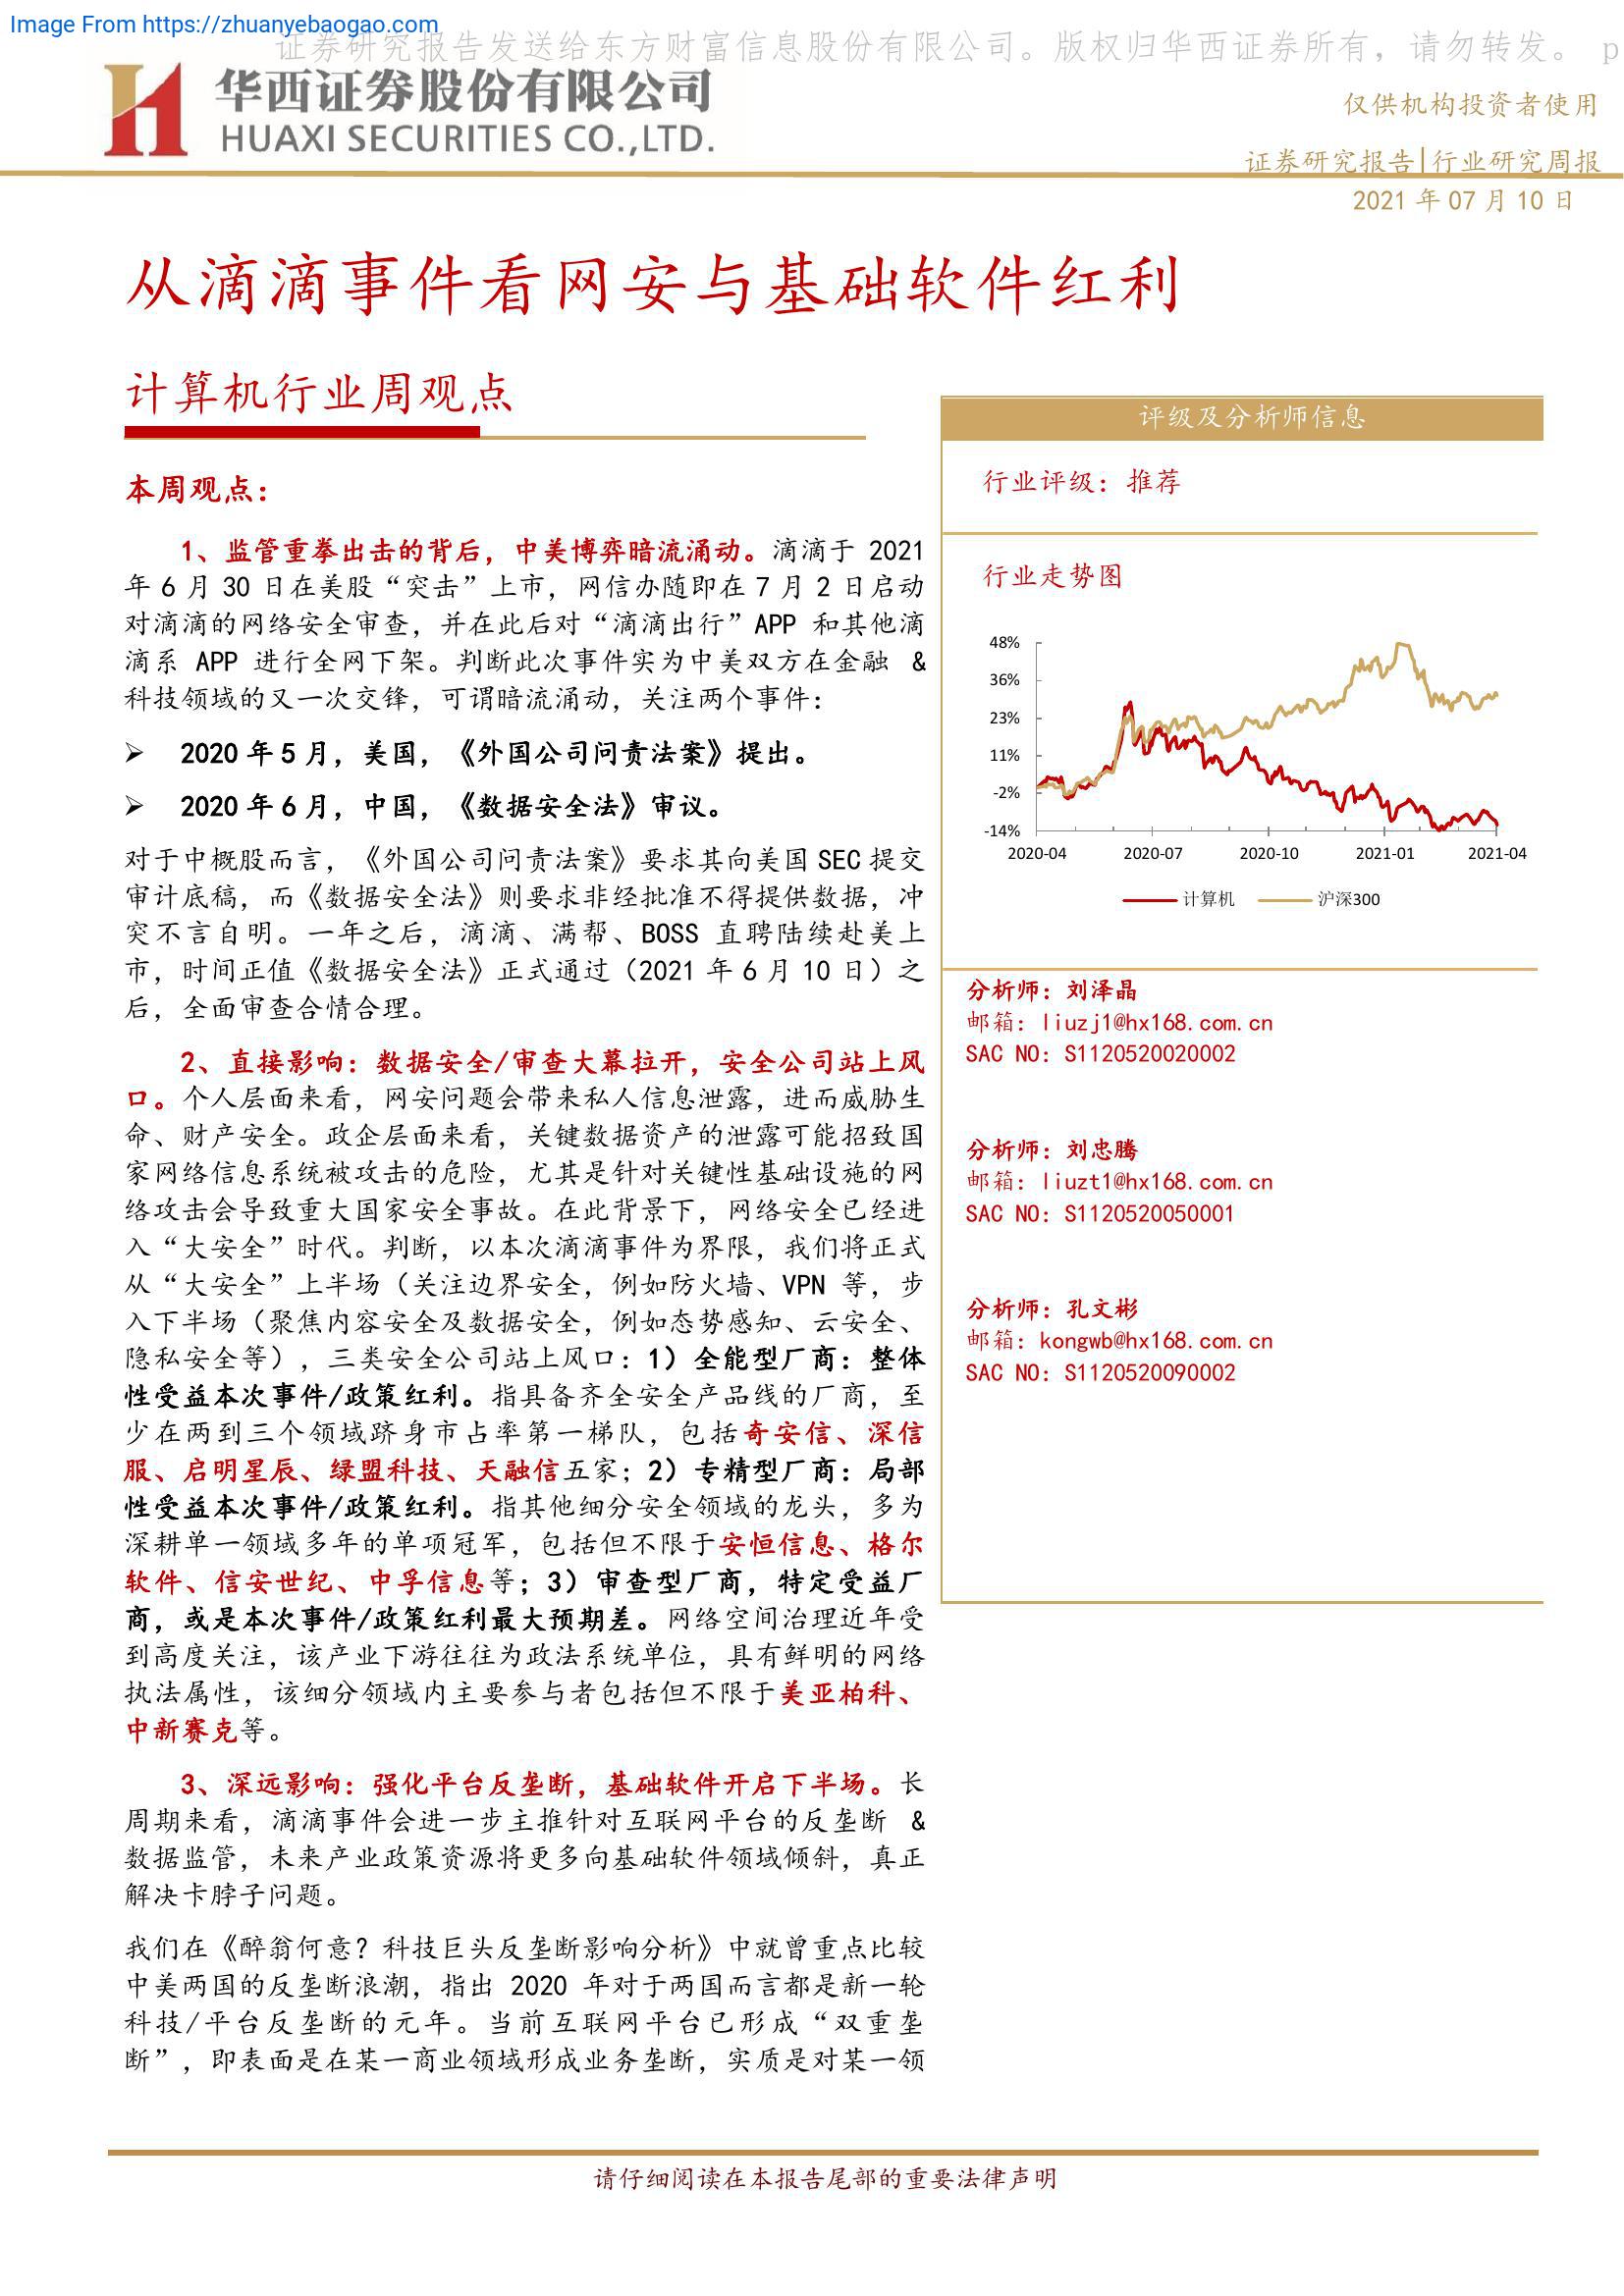 Image From https://zhuanyebaogao.com
证券研究报告发送给东方财富信息股份有限公司。版权归华西证券所有，请勿转发。 p
华西证券股份有限公司
HUAXI SECURITIES CO.,LTD.
仅供机构投资者使用
证券研究报告|行业研究周报
2021 年 07 月 10 日
从滴滴事件看网安与基础软件红利
计算机行业周观点
本周观点：
1、监管重拳出击的背后，中美博弈暗流涌动。滴滴于 2021
年 6 月 30 日在美股“突击”上市，网信办随即在 7 月 2 日启动
对滴滴的网络安全审查，并在此后对“滴滴出行”APP 和其他滴
滴系 APP 进行全网下架。判断此次事件实为中美双方在金融 &
科技领域的又一次交锋，可谓暗流涌动，关注两个事件：
➢ 2020 年 5 月，美国，《外国公司问责法案》提出。
➢ 2020 年 6 月，中国，《数据安全法》审议。
对于中概股而言，《外国公司问责法案》要求其向美国 SEC 提交
审计底稿，而《数据安全法》则要求非经批准不得提供数据，冲
突不言自明。一年之后，滴滴、满帮、BOSS 直聘陆续赴美上
市，时间正值《数据安全法》正式通过（2021 年 6 月 10 日）之
后，全面审查合情合理。
2、直接影响：数据安全/审查大幕拉开，安全公司站上风
口。个人层面来看，网安问题会带来私人信息泄露，进而威胁生
命、财产安全。政企层面来看，关键数据资产的泄露可能招致国
家网络信息系统被攻击的危险，尤其是针对关键性基础设施的网
络攻击会导致重大国家安全事故。在此背景下，网络安全已经进
入“大安全”时代。判断，以本次滴滴事件为界限，我们将正式
从“大安全”上半场（关注边界安全，例如防火墙、VPN 等，步
入下半场（聚焦内容安全及数据安全，例如态势感知、云安全、
隐私安全等），三类安全公司站上风口：1）全能型厂商：整体
性受益本次事件/政策红利。指具备齐全安全产品线的厂商，至
少在两到三个领域跻身市占率第一梯队，包括奇安信、深信
服、启明星辰、绿盟科技、天融信五家；2）专精型厂商：局部
性受益本次事件/政策红利。指其他细分安全领域的龙头，多为
深耕单一领域多年的单项冠军，包括但不限于安恒信息、格尔
软件、信安世纪、中孚信息等；3）审查型厂商，特定受益厂
商，或是本次事件/政策红利最大预期差。网络空间治理近年受
到高度关注，该产业下游往往为政法系统单位，具有鲜明的网络
执法属性，该细分领域内主要参与者包括但不限于美亚柏科、
中新赛克等。
3、深远影响：强化平台反垄断，基础软件开启下半场。长
周期来看，滴滴事件会进一步主推针对互联网平台的反垄断 &
数据监管，未来产业政策资源将更多向基础软件领域倾斜，真正
解决卡脖子问题。
我们在《醉翁何意？科技巨头反垄断影响分析》中就曾重点比较
中美两国的反垄断浪潮，指出 2020 年对于两国而言都是新一轮
科技/平台反垄断的元年。当前互联网平台已形成“双重垄
断”，即表面是在某一商业领域形成业务垄断，实质是对某一领
评级及分析师信息
行业评级：推荐
行业走势图
48%
36%
23%
11%
-2%
-14%
2020-04 2020-07 2020-10 2021-01 2021-04
计算机 沪深300
分析师：刘泽晶
邮箱：liuzj1@hx168.com.cn
SAC NO：S1120520020002
分析师：刘忠腾
邮箱：liuzt1@hx168.com.cn
SAC NO：S1120520050001
分析师：孔文彬
邮箱：kongwb@hx168.com.cn
SAC NO：S1120520090002
请仔细阅读在本报告尾部的重要法律声明